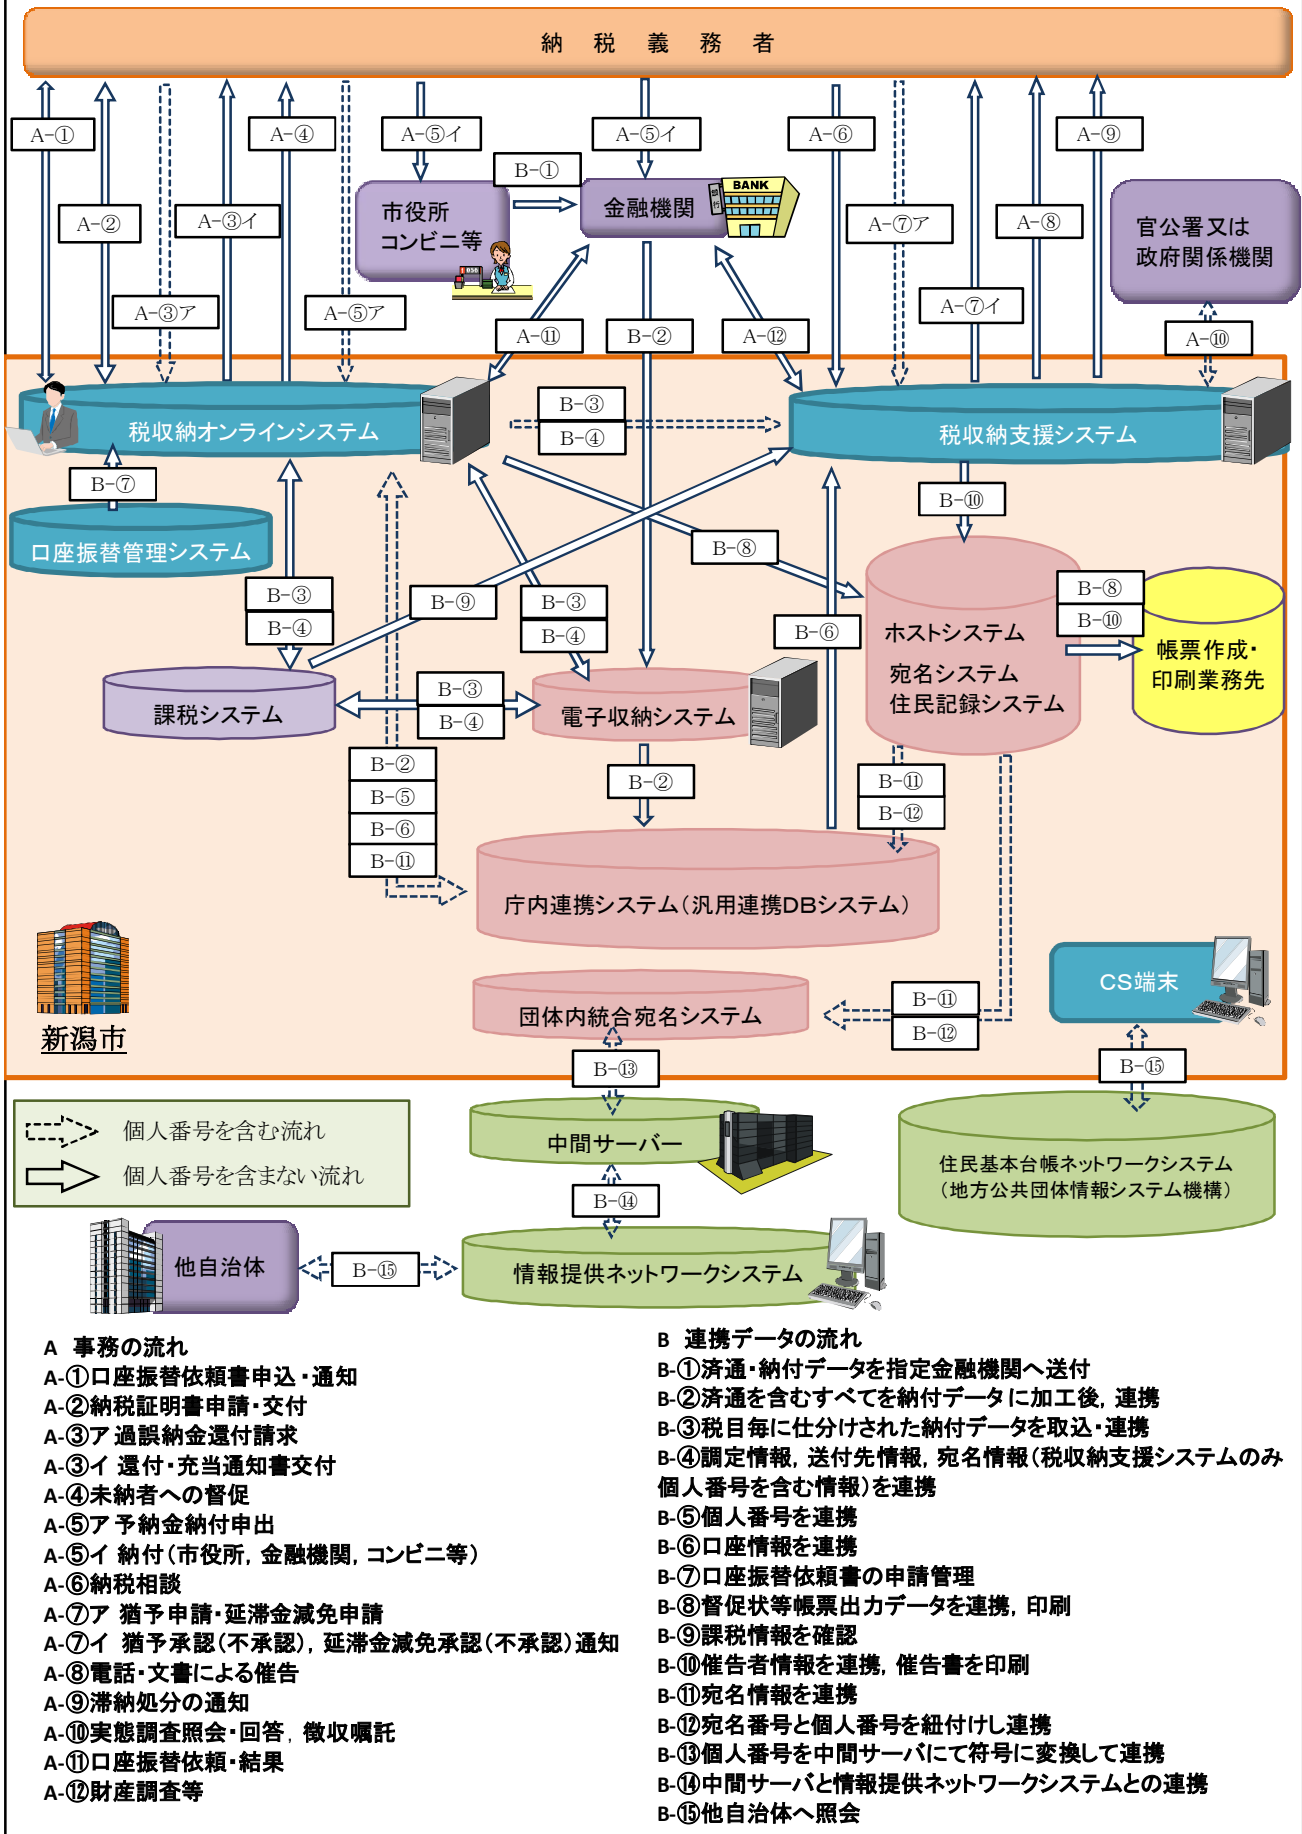 納　税　義　務　者
A-①
A-②
A-③ア
A-③イ
A-④
A-⑤ア
A-⑤イ
A-⑤イ
A-⑥
A-⑦ア
A-⑦イ
A-⑧
A-⑨
B-①
市役所
コンビニ等
金融機関
BANK
銀行
官公署又は
政府関係機関
A-⑩
A-⑪
B-②
A-⑫
税収納オンラインシステム
B-③
B-④
税収納支援システム
B-⑦
口座振替管理システム
B-⑩
B-⑧
B-③
B-④
B-⑨
B-③
B-④
B-⑥
ホストシステム
宛名システム
住民記録システム
B-⑧
B-⑩
帳票作成・
印刷業務先
課税システム
B-③
B-④
電子収納システム
B-②
B-⑤
B-⑥
B-⑪
B-②
B-⑪
B-⑫
庁内連携システム（汎用連携DBシステム）
新潟市
団体内統合宛名システム
B-⑪
B-⑫
CS端末
B-⑬
B-⑮
個人番号を含む流れ
個人番号を含まない流れ
中間サーバー
住民基本台帳ネットワークシステム
（地方公共団体情報システム機構）
B-⑭
他自治体
B-⑮
情報提供ネットワークシステム
A　事務の流れ
A-①口座振替依頼書申込・通知
A-②納税証明書申請・交付
A-③ア 過誤納金還付請求
A-③イ 還付・充当通知書交付
A-④未納者への督促
A-⑤ア 予納金納付申出
A-⑤イ 納付（市役所，金融機関，コンビニ等）
A-⑥納税相談
A-⑦ア 猶予申請・延滞金減免申請
A-⑦イ 猶予承認（不承認），延滞金減免承認（不承認）通知
A-⑧電話・文書による催告
A-⑨滞納処分の通知
A-⑩実態調査照会・回答，徴収嘱託
A-⑪口座振替依頼・結果
A-⑫財産調査等
B　連携データの流れ
B-①済通・納付データを指定金融機関へ送付
B-②済通を含むすべてを納付データに加工後，連携
B-③税目毎に仕分けされた納付データを取込・連携
B-④調定情報，送付先情報，宛名情報（税収納支援システムのみ
個人番号を含む情報）を連携
B-⑤個人番号を連携
B-⑥口座情報を連携
B-⑦口座振替依頼書の申請管理
B-⑧督促状等帳票出力データを連携，印刷
B-⑨課税情報を確認
B-⑩催告者情報を連携，催告書を印刷
B-⑪宛名情報を連携
B-⑫宛名番号と個人番号を紐付けし連携
B-⑬個人番号を中間サーバにて符号に変換して連携
B-⑭中間サーバと情報提供ネットワークシステムとの連携
B-⑮他自治体へ照会